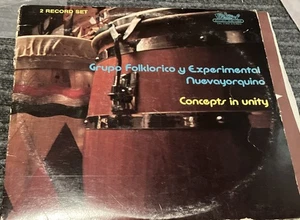 2 RECORD SET
Grupo Folklorico y Experimental
Nuevayorquino
Concepts in unity